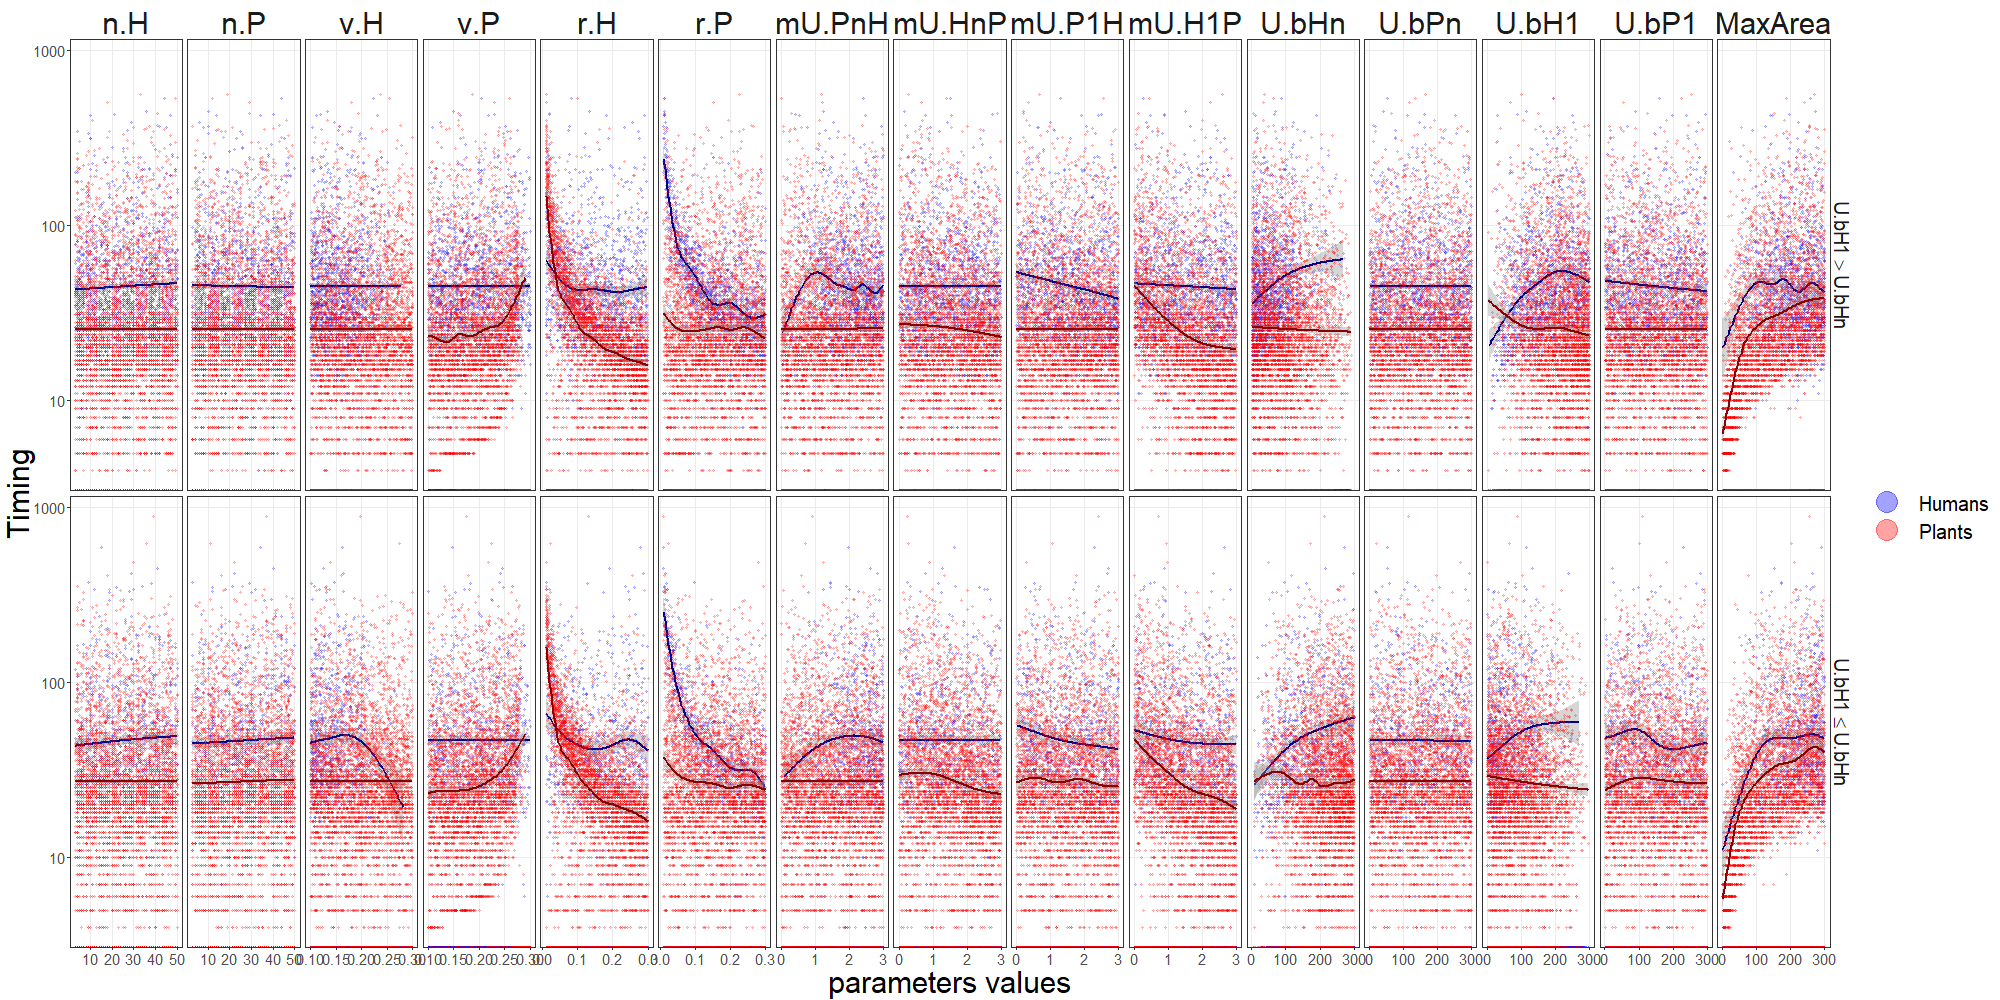 n.H n.P v.H v.P r.H r.P mU.PnH mU.HnP mU.P1H mU.H1P U.bHn U.bPn U.bH1 U.bP1 MaxArea
1000
100
10
U.bH1 > U.bHn
Timing
Humans
Plants
1000
100
10
U.bH1 ≤ U.bHn
10 20 30 40 50 10 20 30 40 50 0.10 0.15 0.20 0.25 0.30 0.10 0.15 0.20 0.25 0.30 0.0 0.1 0.2 0.3 0.0 0.1 0.2 0.3 0 1 2 3 0 1 2 3 0 1 2 3 0 1 2 3 0 100 200 300 0 100 200 300 0 100 200 300 0 100 200 300 0 100 200 300
parameters values